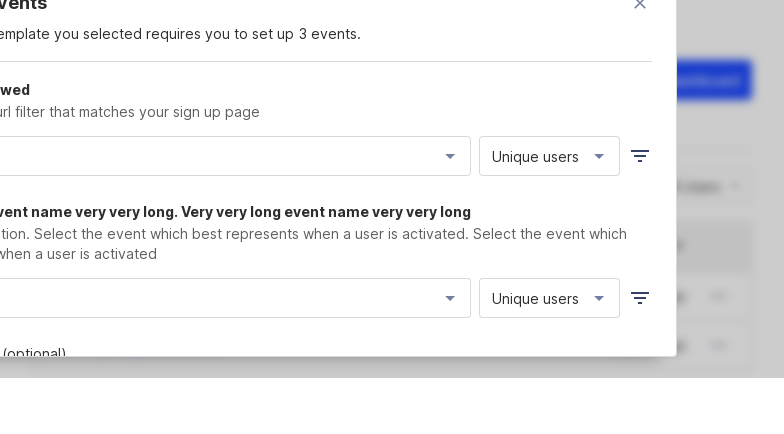 vents
emplate you selected requires you to set up 3 events.
wed
url filter that matches your sign up page
Unique users
vent name very very long. Very very long event name very very long
tion. Select the event which best represents when a user is activated. Select the event which
when a user is activated
Unique users
(optional)